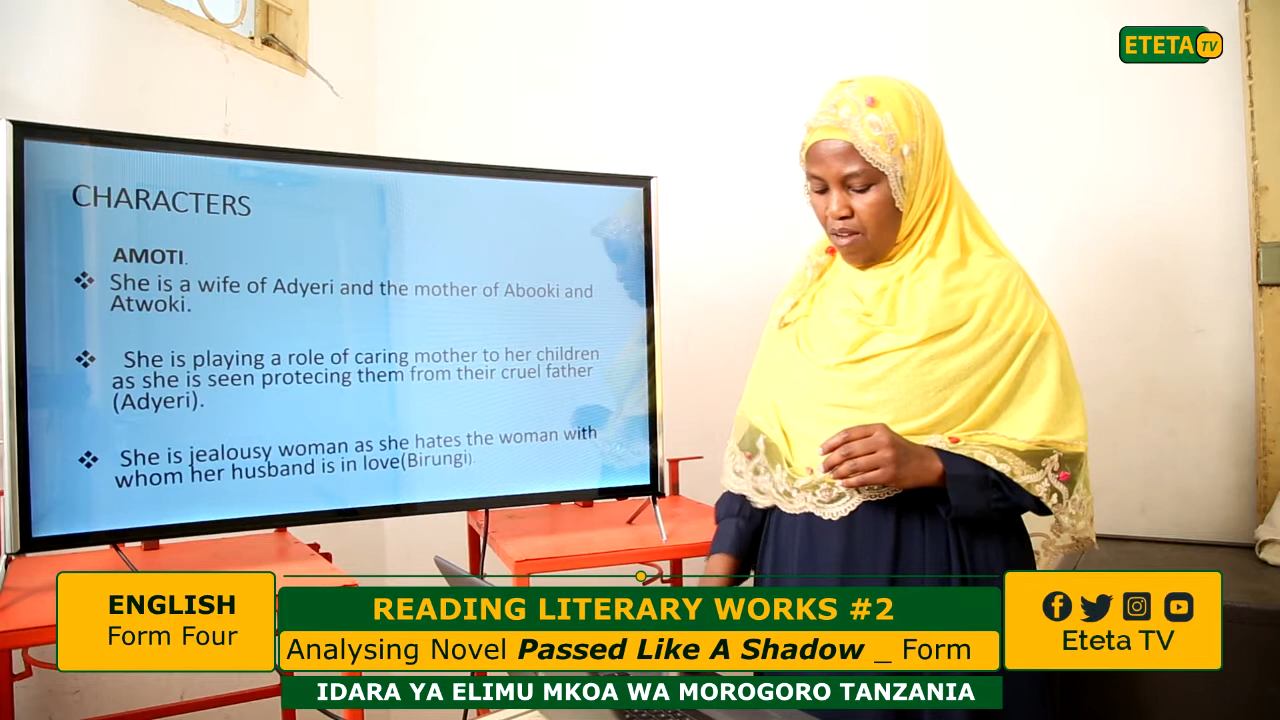 ETETA TV
CHARACTERS
AMOTI.
She is a wife of Adyeri and the mother of Abooki and
Atwoki.
She is playing a role of caring mother to her children
as she is seen protecing them from their cruel father
(Adyeri).
She is jealousy woman as she hates the woman with
whom her husband is in love(Birungi)
ENGLISH
Form Four
READING LITERARY WORKS #2
Analysing Novel Passed Like A Shadow _ Form
IDARA YA ELIMU MKOA WA MOROGORO TANZANIA
Eteta TV